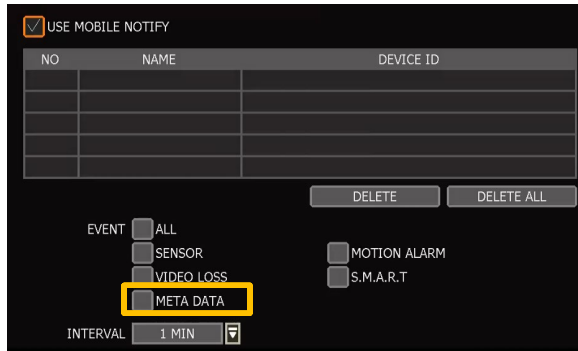 USE MOBILE NOTIFY
NO NAME DEVICE ID
DELETE DELETE ALL
EVENT ALL
SENSOR MOTION ALARM
VIDEO LOSS S.M.A.R.T
META DATA
INTERVAL 1 MIN